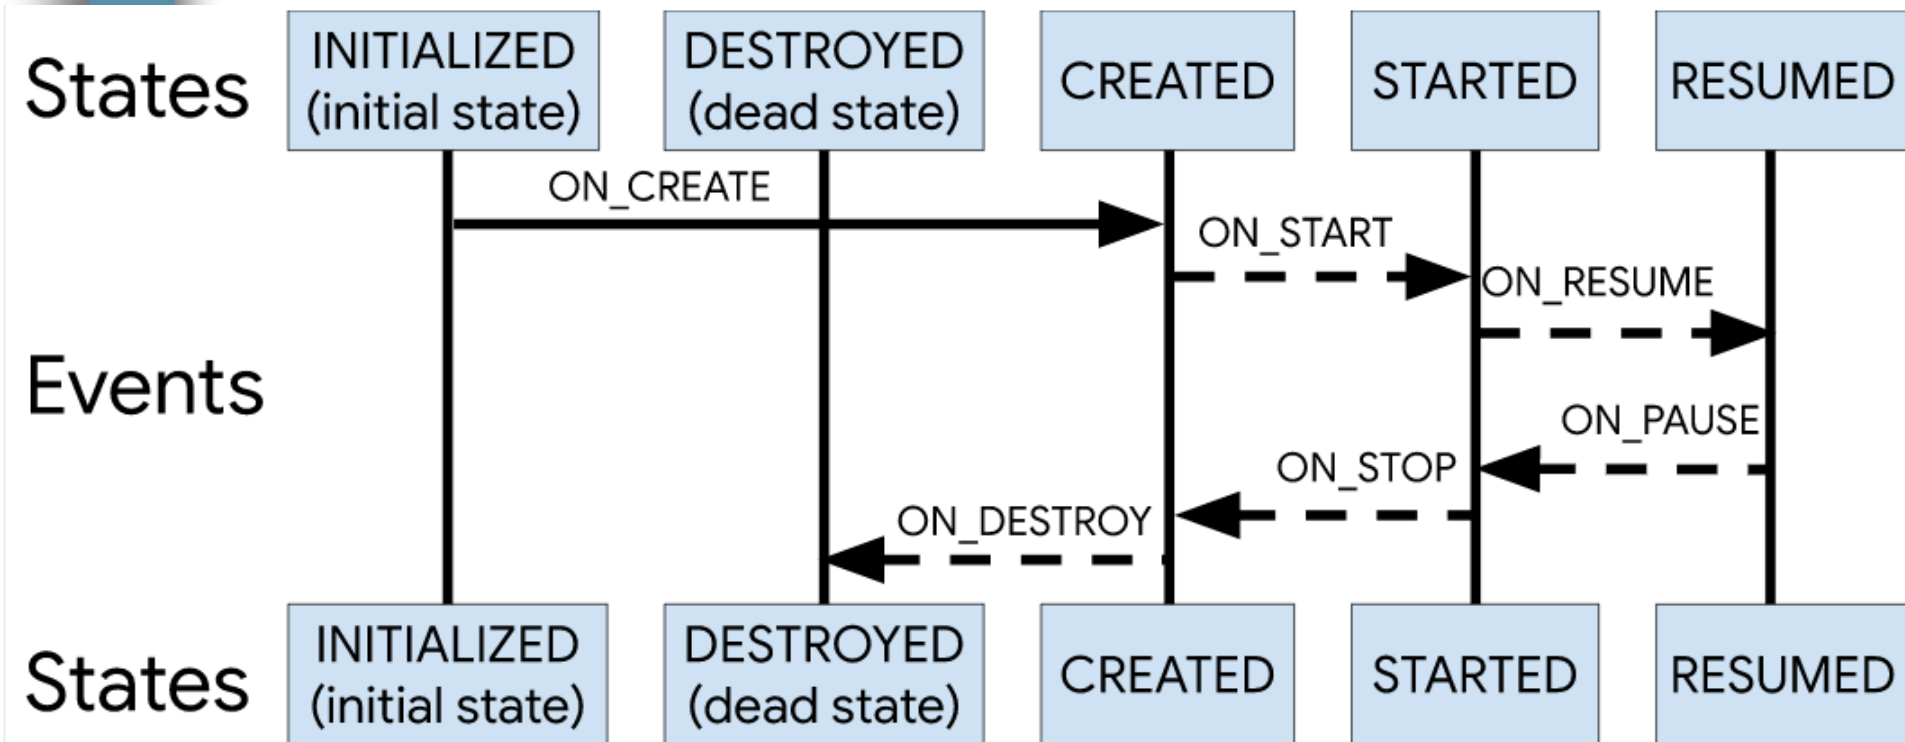 States
INITIALIZED
(initial state)
DESTROYED
(dead state)
CREATED
STARTED
RESUMED
ON_CREATE
ON_START
ON_RESUME
Events
ON_PAUSE
ON_STOP
ON_DESTROY
States
INITIALIZED
(initial state)
DESTROYED
(dead state)
CREATED
STARTED
RESUMED